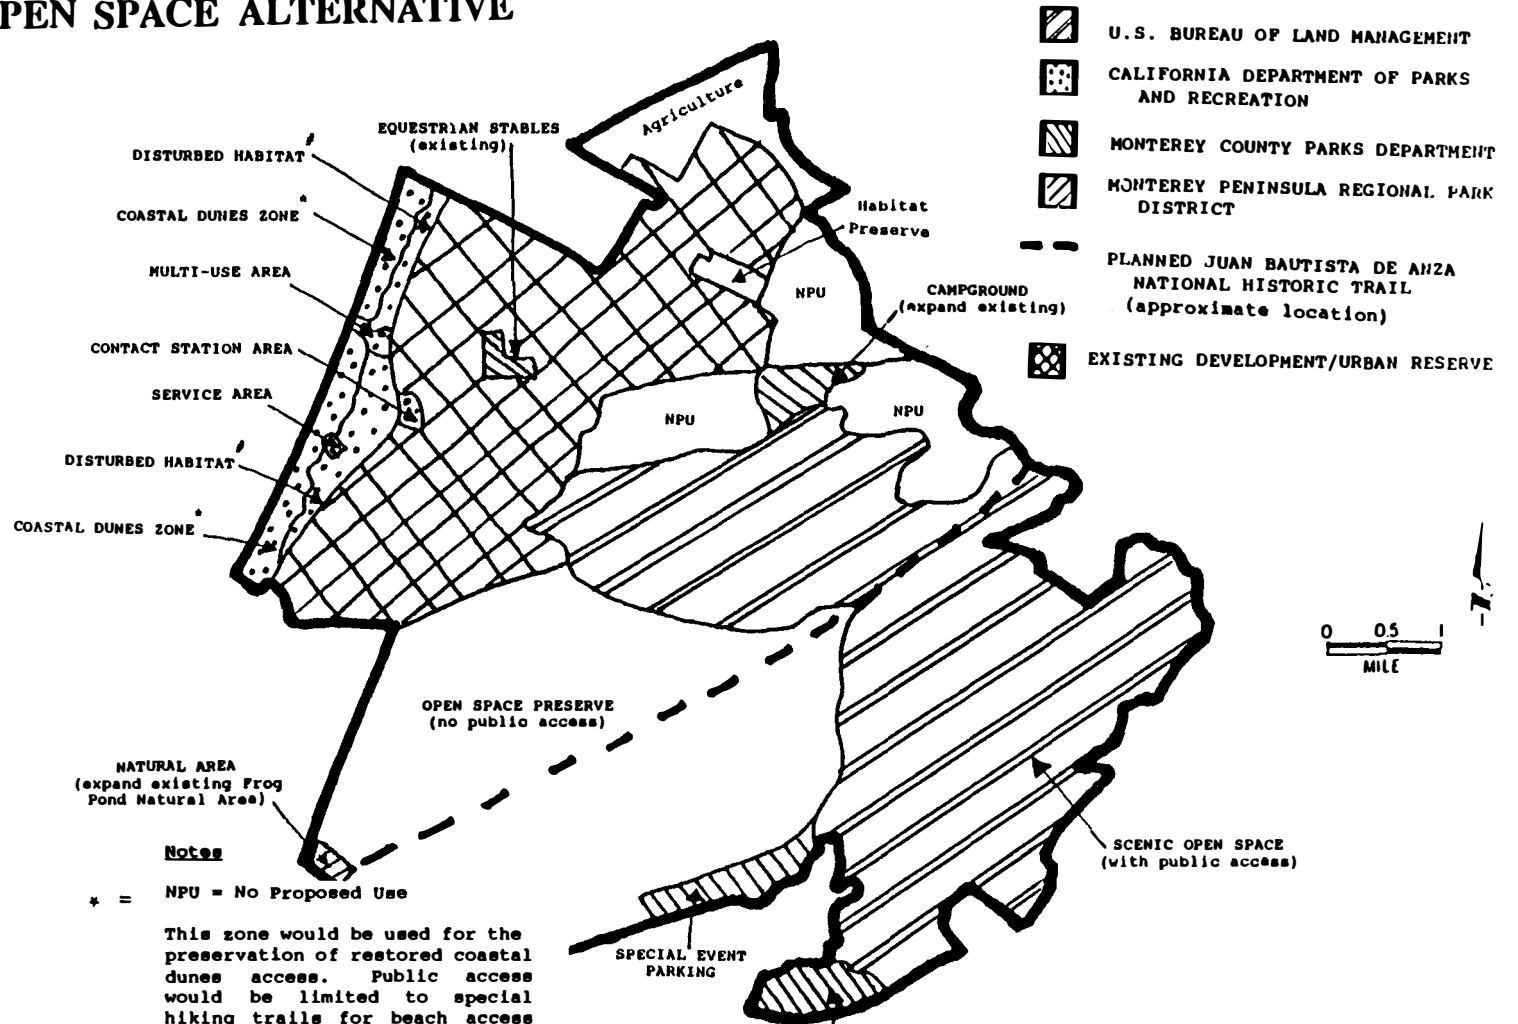 PEN SPACE ALTERNATIVE
U.S. BUREAU OF LAND MANAGEMENT
CALIFORNIA DEPARTMENT OF PARKS
AND RECREATION
MONTEREY COUNTY PARKS DEPARTMENT
MONTEREY PENINSULA REGIONAL PARK
DISTRICT
PLANNED JUAN BAUTISTA DE ANZA
NATIONAL HISTORIC TRAIL
(approximate location)
EXISTING DEVELOPMENT/URBAN RESERVE
Agriculture
EQUESTRIAN STABLES
(existing)
DISTURBED HABITAT #
COASTAL DUNES ZONE *
MULTI-USE AREA
CONTACT STATION AREA
SERVICE AREA
DISTURBED HABITAT #
COASTAL DUNES ZONE *
Habitat
Preserve
NPU
CAMPGROUND
(expand existing)
NPU
NPU
0 0.5 1
MILE
OPEN SPACE PRESERVE
(no public access)
NATURAL AREA
(expand existing Frog
Pond Natural Area)
SCENIC OPEN SPACE
(with public access)
SPECIAL EVENT
PARKING
Notes
NPU = No Proposed Use
* =
This zone would be used for the
preservation of restored coastal
dunes access. Public access
would be limited to special
hiking trails for beach access